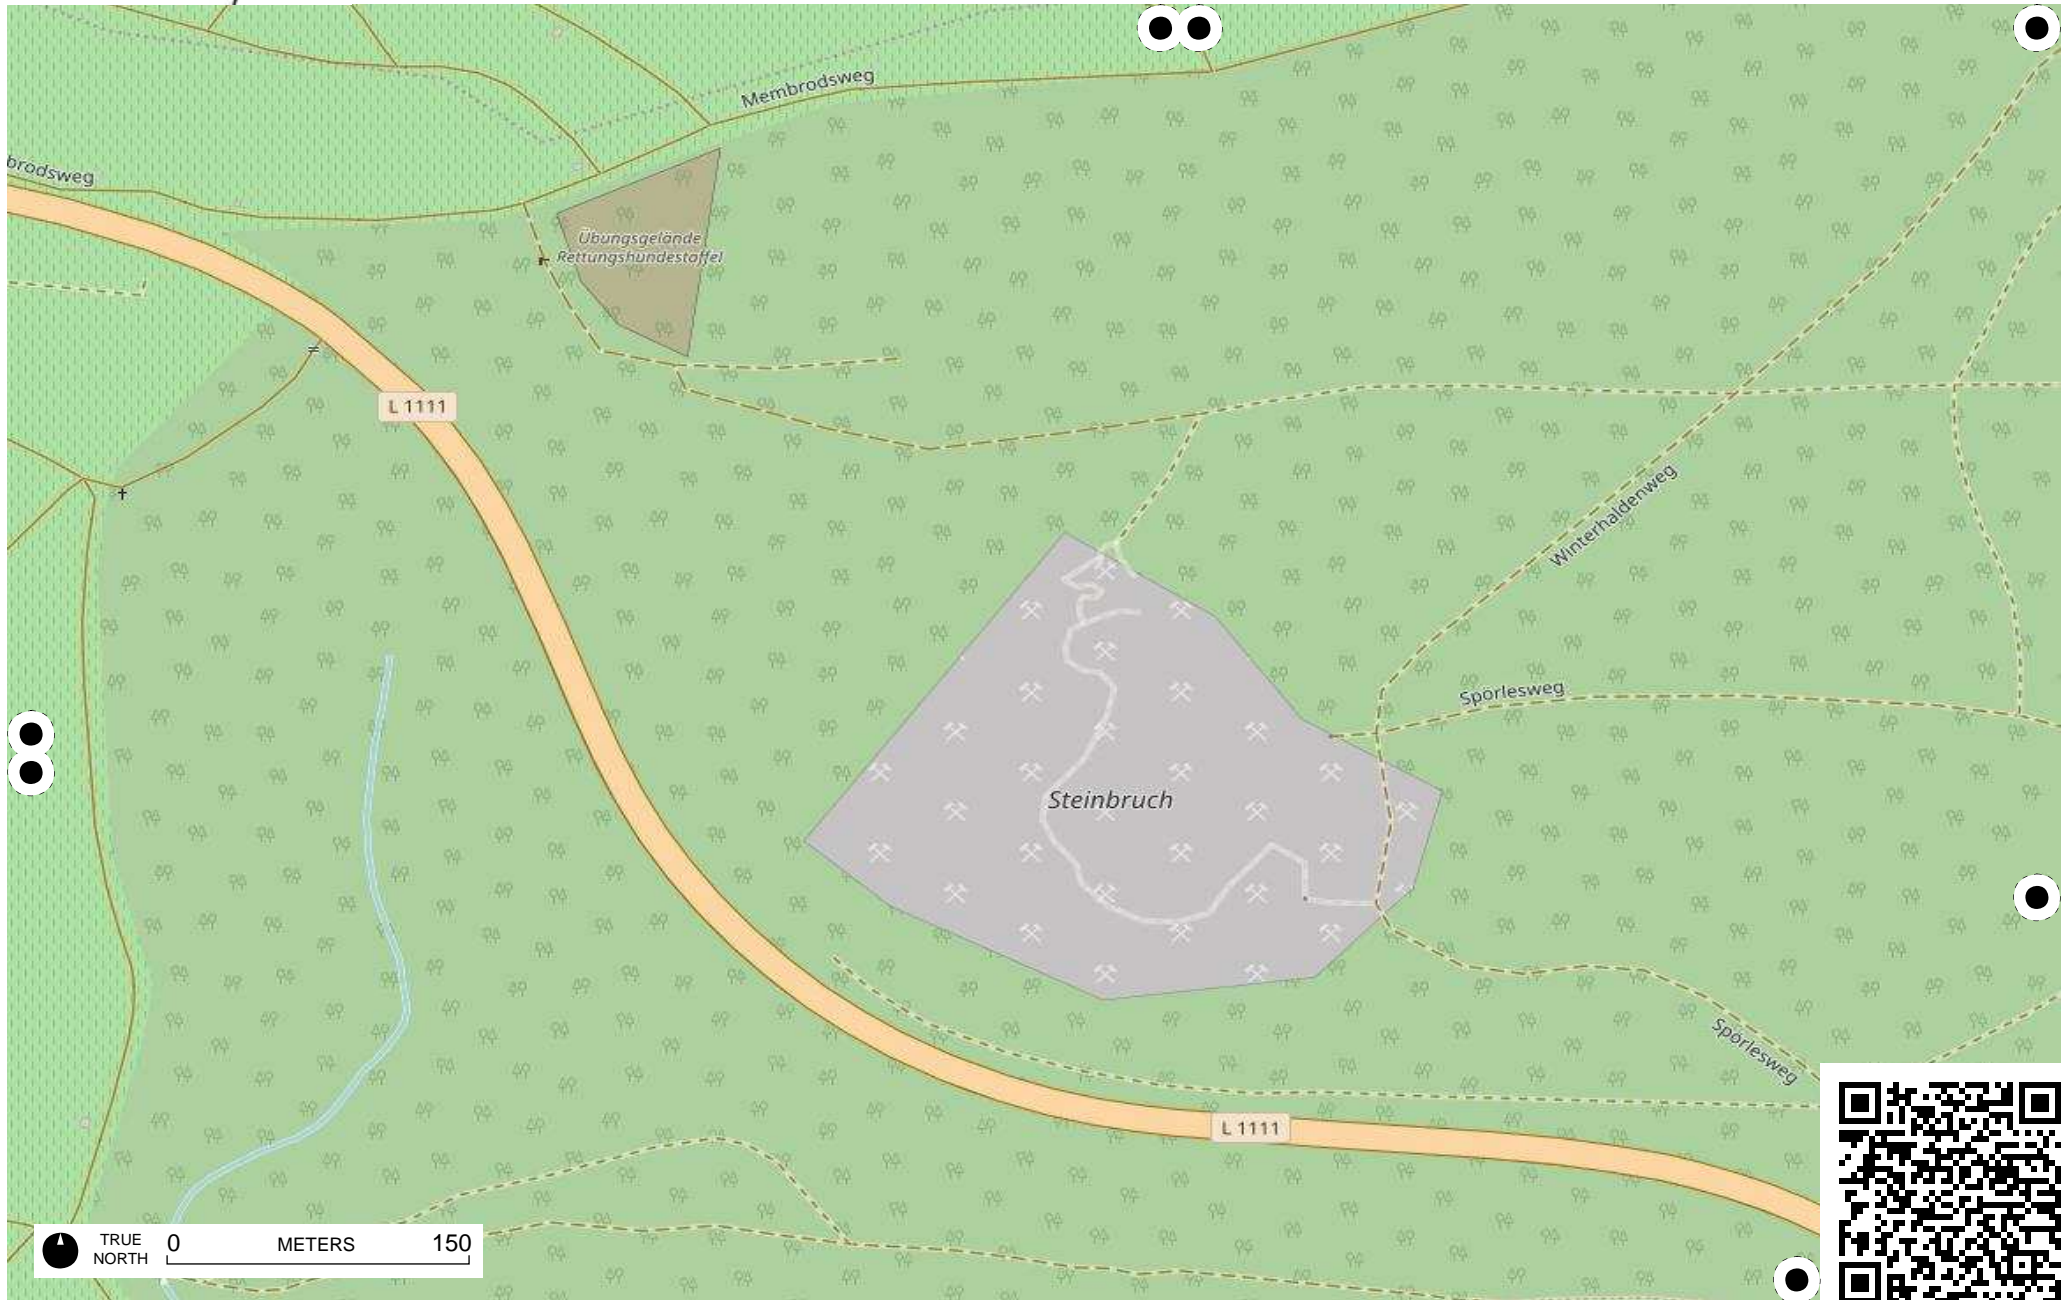 Membrodsweg
brodsweg
Übungsgelände
Rettungshundestaffel
L 1111
Winterhaldenweg
Spörlesweg
Steinbruch
Spörlesweg
L 1111
TRUE
NORTH
0 METERS 150